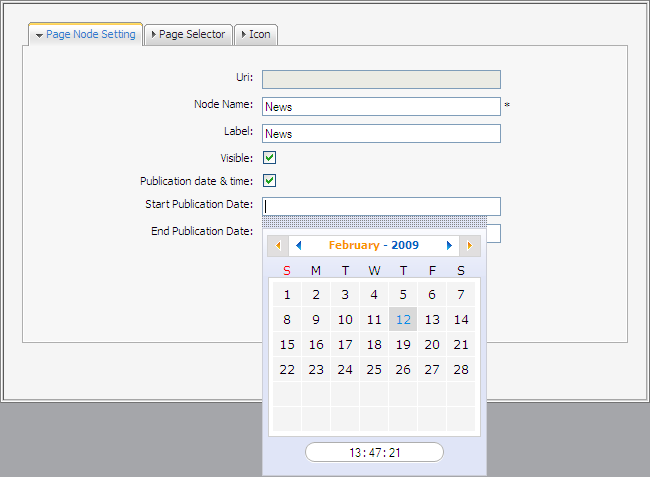 Page Node Setting Page Selector Icon
Uri:
Node Name: News *
Label: News
Visible:
Publication date & time:
Start Publication Date:
End Publication Date:
February - 2009
S M T W T F S
1 2 3 4 5 6 7
8 9 10 11 12 13 14
15 16 17 18 19 20 21
22 23 24 25 26 27 28
13:47:21